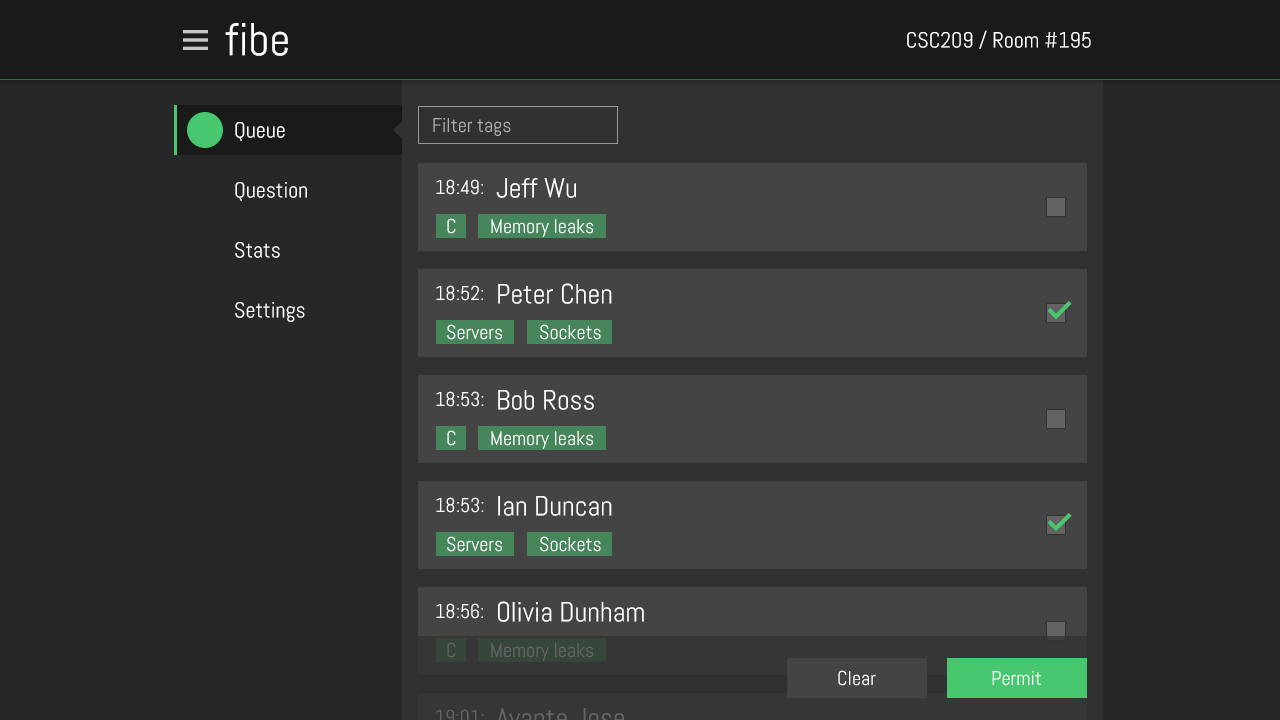 fibe
CSC209 / Room #195
Queue
Question
Stats
Settings
Filter tags
18:49: Jeff Wu
C Memory leaks
18:52: Peter Chen
Servers Sockets
18:53: Bob Ross
C Memory leaks
18:53: Ian Duncan
Servers Sockets
18:56: Olivia Dunham
C Memory leaks
Clear Permit
19:01: Avante Jose